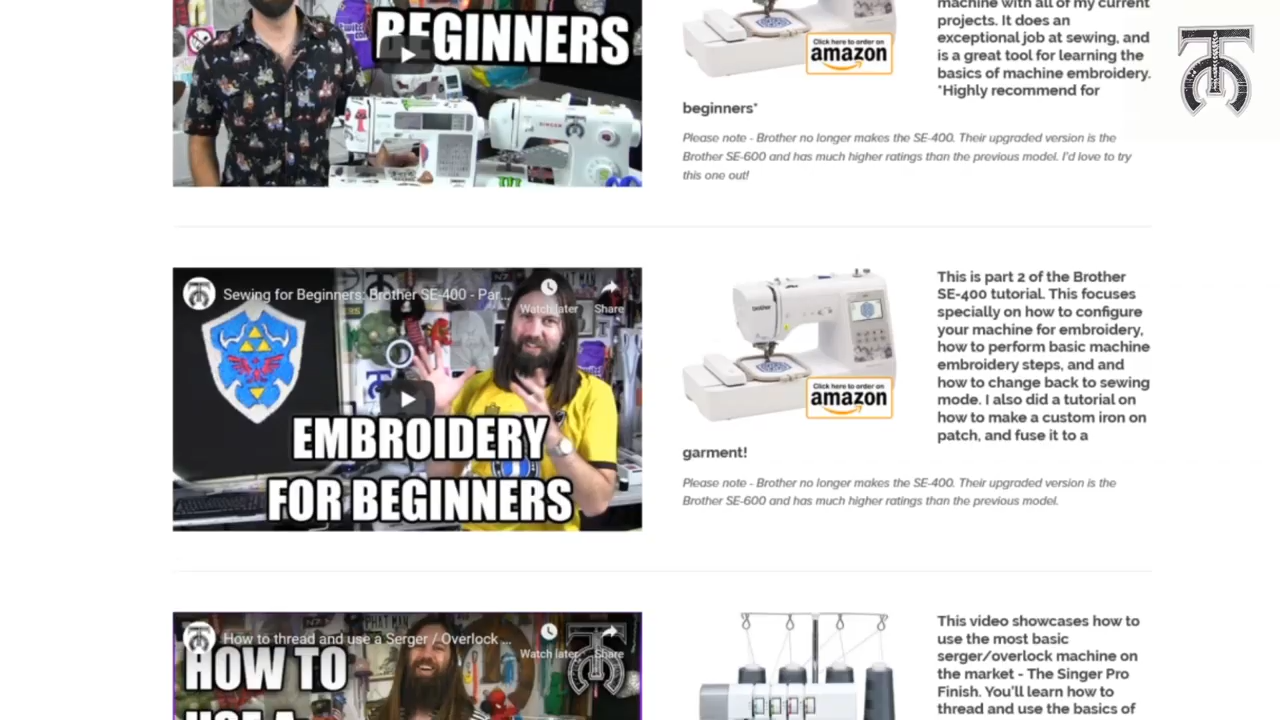 BEGINNERS
machine with all of my current
projects. It does an
exceptional job at sewing, and
is a great tool for learning the
basics of machine embroidery.
*Highly recommend for
beginners*
Click here to order on
amazon
Please note - Brother no longer makes the SE-400. Their upgraded version is the
Brother SE-600 and has much higher ratings than the previous model. I'd love to try
this one out!
SINGER
Sewing for Beginners: Brother SE-400 - Par...
Watch later
Share
EMBROIDERY
FOR BEGINNERS
brother
Click here to order on
amazon
This is part 2 of the Brother
SE-400 tutorial. This focuses
specially on how to configure
your machine for embroidery,
how to perform basic machine
embroidery steps, and and
how to change back to sewing
mode. I also did a tutorial on
how to make a custom iron on
patch, and fuse it to a
garment!
Please note - Brother no longer makes the SE-400. Their upgraded version is the
Brother SE-600 and has much higher ratings than the previous model.
How to thread and use a Serger / Overlock ...
Watch later
Share
HOW TO
USE A
This video showcases how to
use the most basic
serger/overlock machine on
the market - The Singer Pro
Finish. You'll learn how to
thread and use the basics of